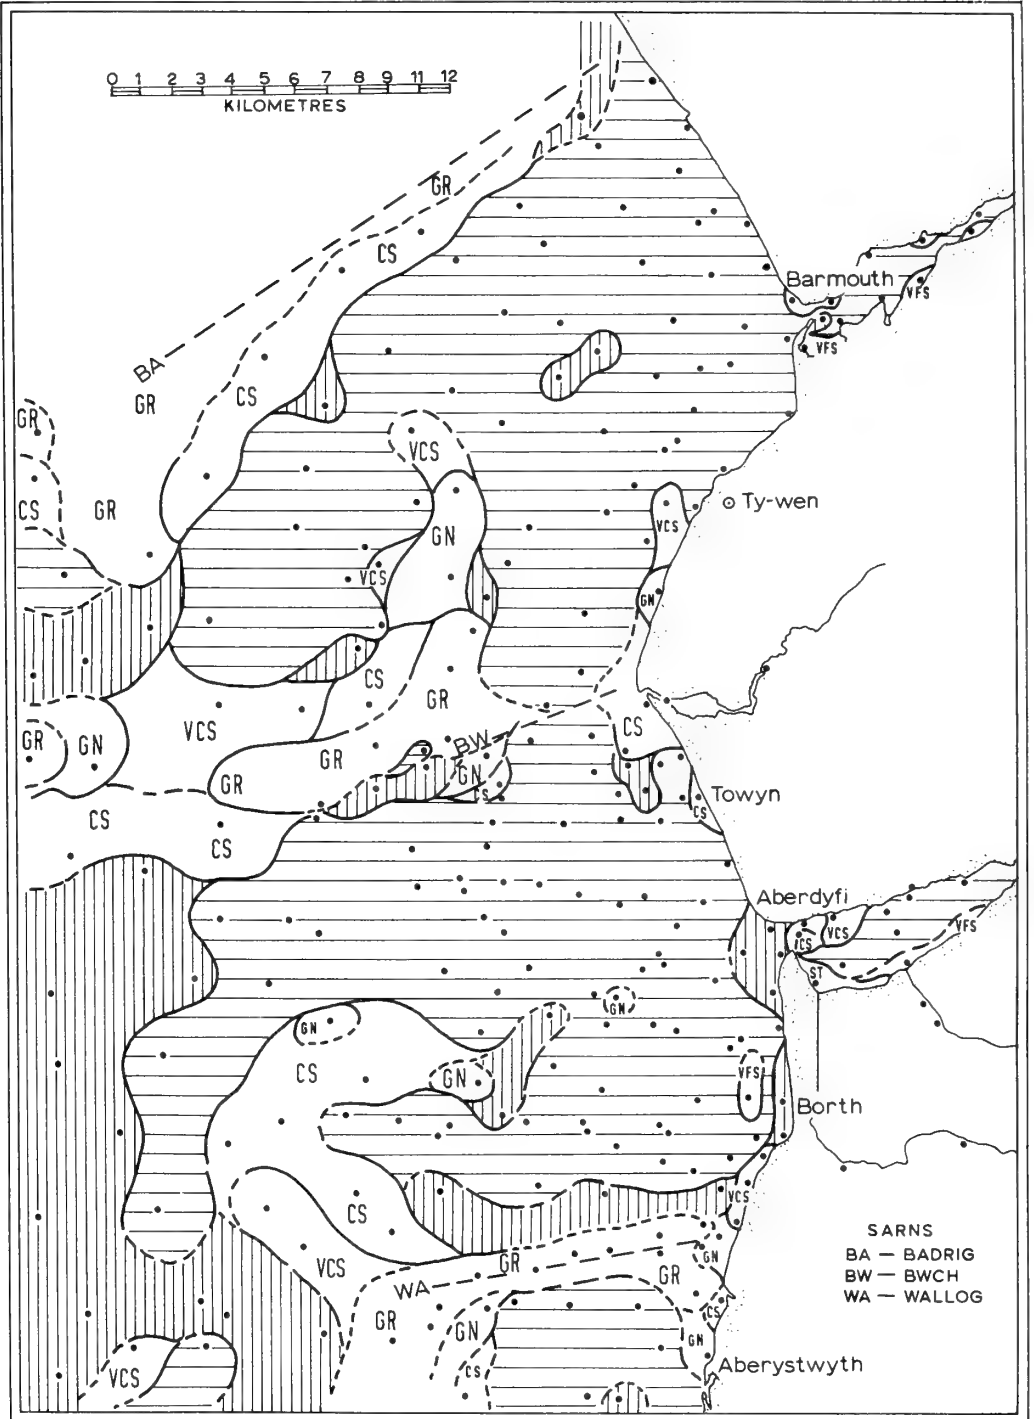 0 1 2 3 4 5 6 7 8 9 11 12
KILOMETRES
GR
CS
Barmouth
VFS
VFS
BA
GR
CS
GR
VCS
CS
GR
Ty-wen
VCS
GN
VCS
GN
CS
GR
CS
GR
GN
VCS
GR
BW
GN
GR
CS
Towyn
CS
CS
CS
Aberdyfi
VCS
CS
VFS
ST
GN
GN
CS
GN
VFS
Borth
VCS
CS
SARNS
BA — BADRIG
BW — BWCH
WA — WALLOG
VCS
GR
GN
GR
WA
GR
GN
CS
GN
CS
VCS
Aberystwyth